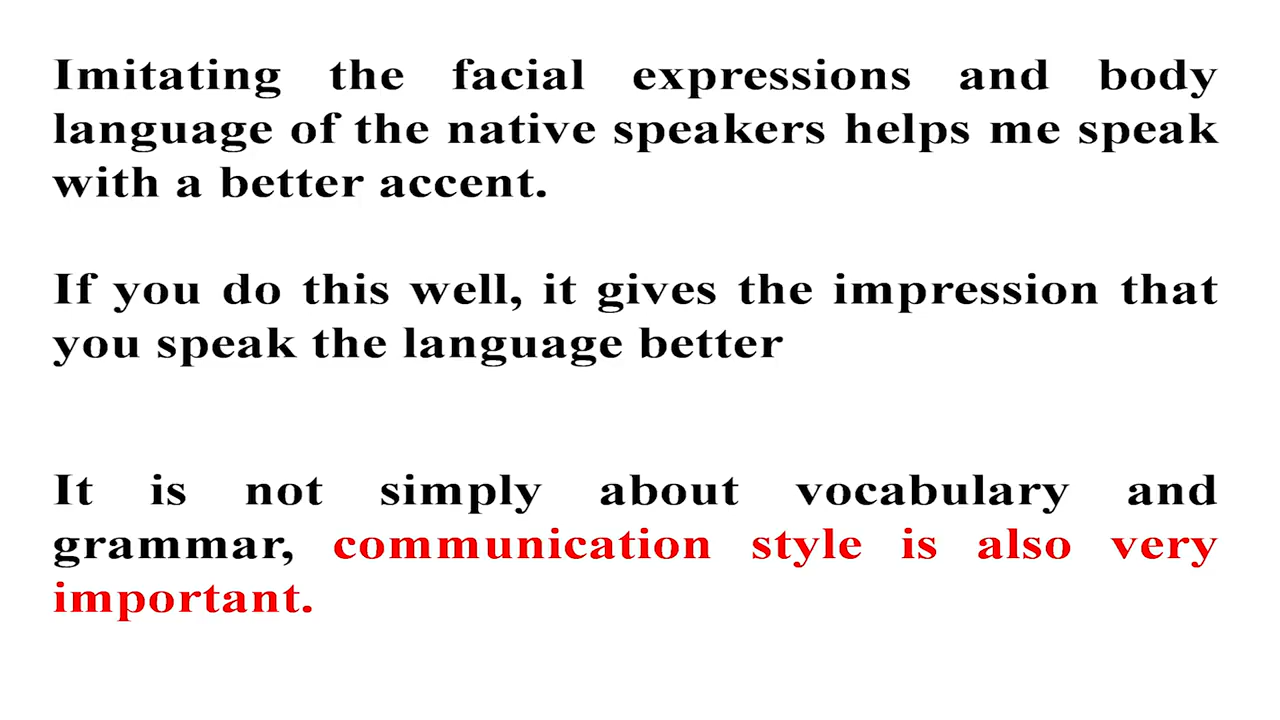 Imitating the facial expressions and body
language of the native speakers helps me speak
with a better accent.
If you do this well, it gives the impression that
you speak the language better
It is not simply about vocabulary and
grammar, communication style is also very
important.